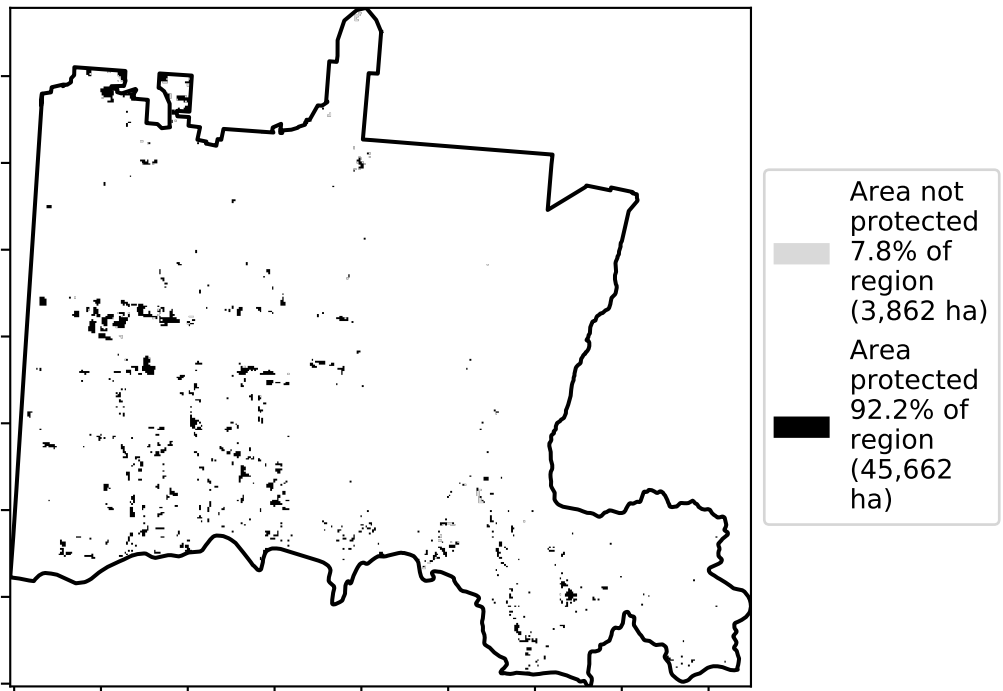 Area not
protected
7.8% of
region
(3,862 ha)
Area
protected
92.2% of
region
(45,662
ha)